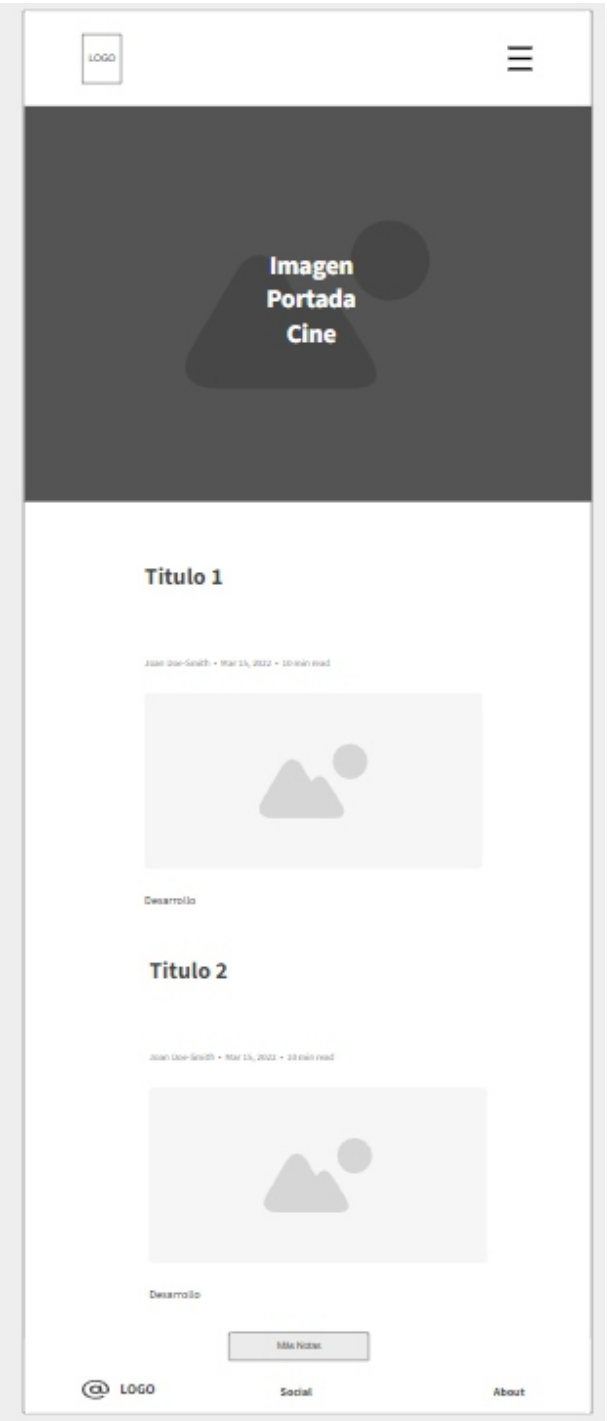 LOGO
Imagen
Portada
Cine
Titulo 1
Joan Doe-Smith • Mar 15, 2022 • 10 min read
Desarrollo
Titulo 2
Joan Doe-Smith • Mar 15, 2022 • 10 min read
Desarrollo
Más Notas
@ LOGO Social About